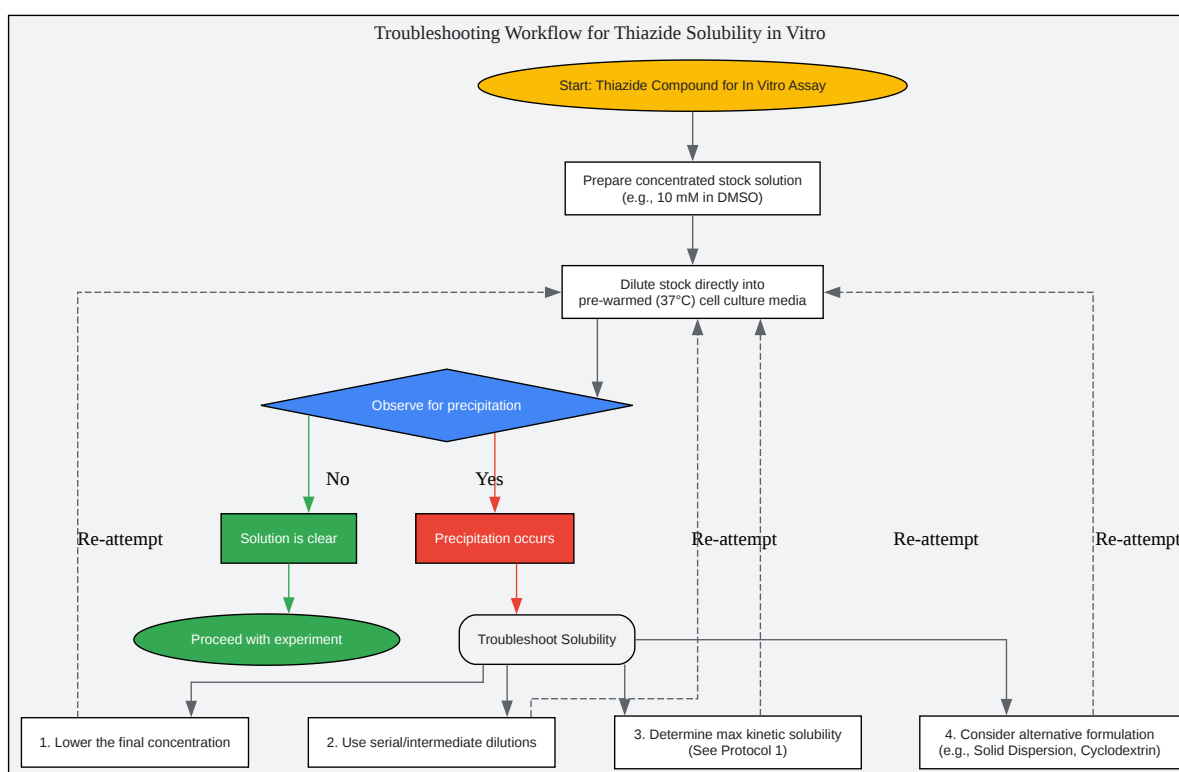 Troubleshooting Workflow for Thiazide Solubility in Vitro
Start: Thiazide Compound for In Vitro Assay
Prepare concentrated stock solution
(e.g., 10 mM in DMSO)
Dilute stock directly into
pre-warmed (37°C) cell culture media
Observe for precipitation
No
Yes
Solution is clear
Precipitation occurs
Re-attempt
Re-attempt
Re-attempt
Re-attempt
Proceed with experiment
Troubleshoot Solubility
1. Lower the final concentration
2. Use serial/intermediate dilutions
3. Determine max kinetic solubility
(See Protocol 1)
4. Consider alternative formulation
(e.g., Solid Dispersion, Cyclodextrin)